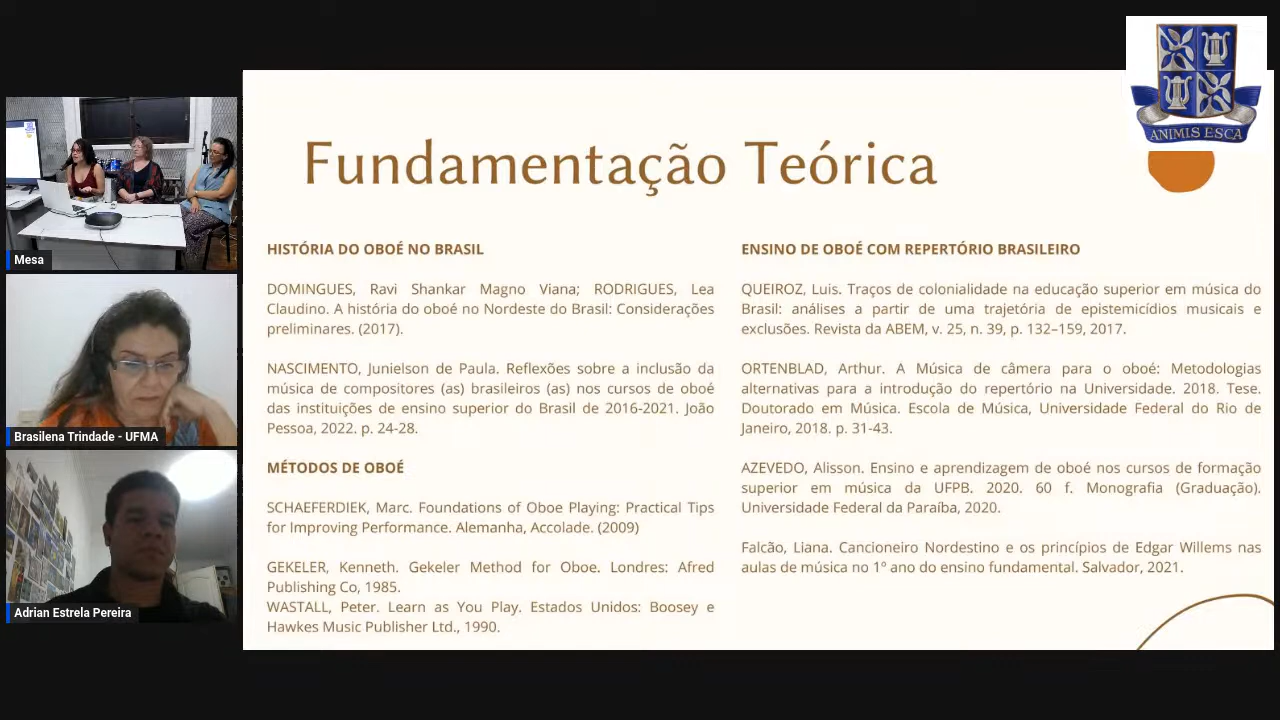 ANIMIS ESCA
Fundamentação Teórica
HISTÓRIA DO OBOÉ NO BRASIL
DOMINGUES, Ravi Shankar Magno Viana; RODRIGUES, Lea
Claudino. A história do oboé no Nordeste do Brasil: Considerações
preliminares. (2017).
NASCIMENTO, Junielson de Paula. Reflexões sobre a inclusão da
música de compositores (as) brasileiros (as) nos cursos de oboé
das instituições de ensino superior do Brasil de 2016-2021. João
Pessoa, 2022. p. 24-28.
MÉTODOS DE OBOÉ
SCHAEFERDIEK, Marc. Foundations of Oboe Playing: Practical Tips
for Improving Performance. Alemanha, Accolade. (2009)
GEKELER, Kenneth. Gekeler Method for Oboe. Londres: Afred
Publishing Co, 1985.
WASTALL, Peter. Learn as You Play. Estados Unidos: Boosey e
Hawkes Music Publisher Ltd., 1990.
ENSINO DE OBOÉ COM REPERTÓRIO BRASILEIRO
QUEIROZ, Luis. Traços de colonialidade na educação superior em música do
Brasil: análises a partir de uma trajetória de epistemicídios musicais e
exclusões. Revista da ABEM, v. 25, n. 39, p. 132–159, 2017.
ORTENBLAD, Arthur. A Música de câmera para o oboé: Metodologias
alternativas para a introdução do repertório na Universidade. 2018. Tese.
Doutorado em Música. Escola de Música, Universidade Federal do Rio de
Janeiro, 2018. p. 31-43.
AZEVEDO, Alisson. Ensino e aprendizagem de oboé nos cursos de formação
superior em música da UFPB. 2020. 60 f. Monografia (Graduação).
Universidade Federal da Paraíba, 2020.
Falcão, Liana. Cancioneiro Nordestino e os princípios de Edgar Willems nas
aulas de música no 1º ano do ensino fundamental. Salvador, 2021.
Mesa
Brasilena Trindade - UFMA
Adrian Estrela Pereira